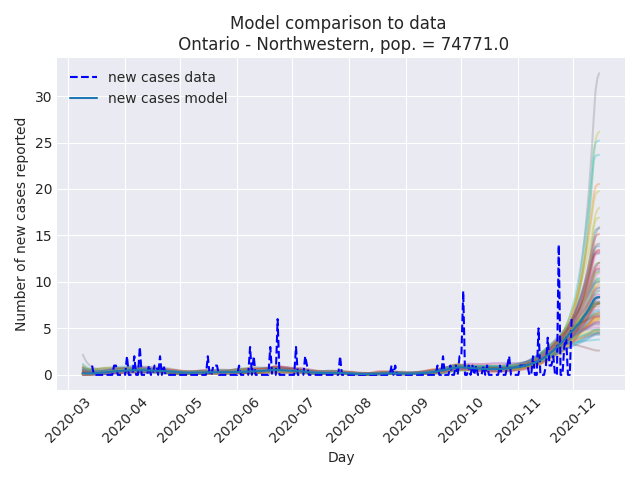 Model comparison to data
Ontario - Northwestern, pop. = 74771.0
new cases data
new cases model
Number of new cases reported
30
25
20
15
10
5
0
2020-03
2020-04
2020-05
2020-06
2020-07
2020-08
2020-09
2020-10
2020-11
2020-12
Day